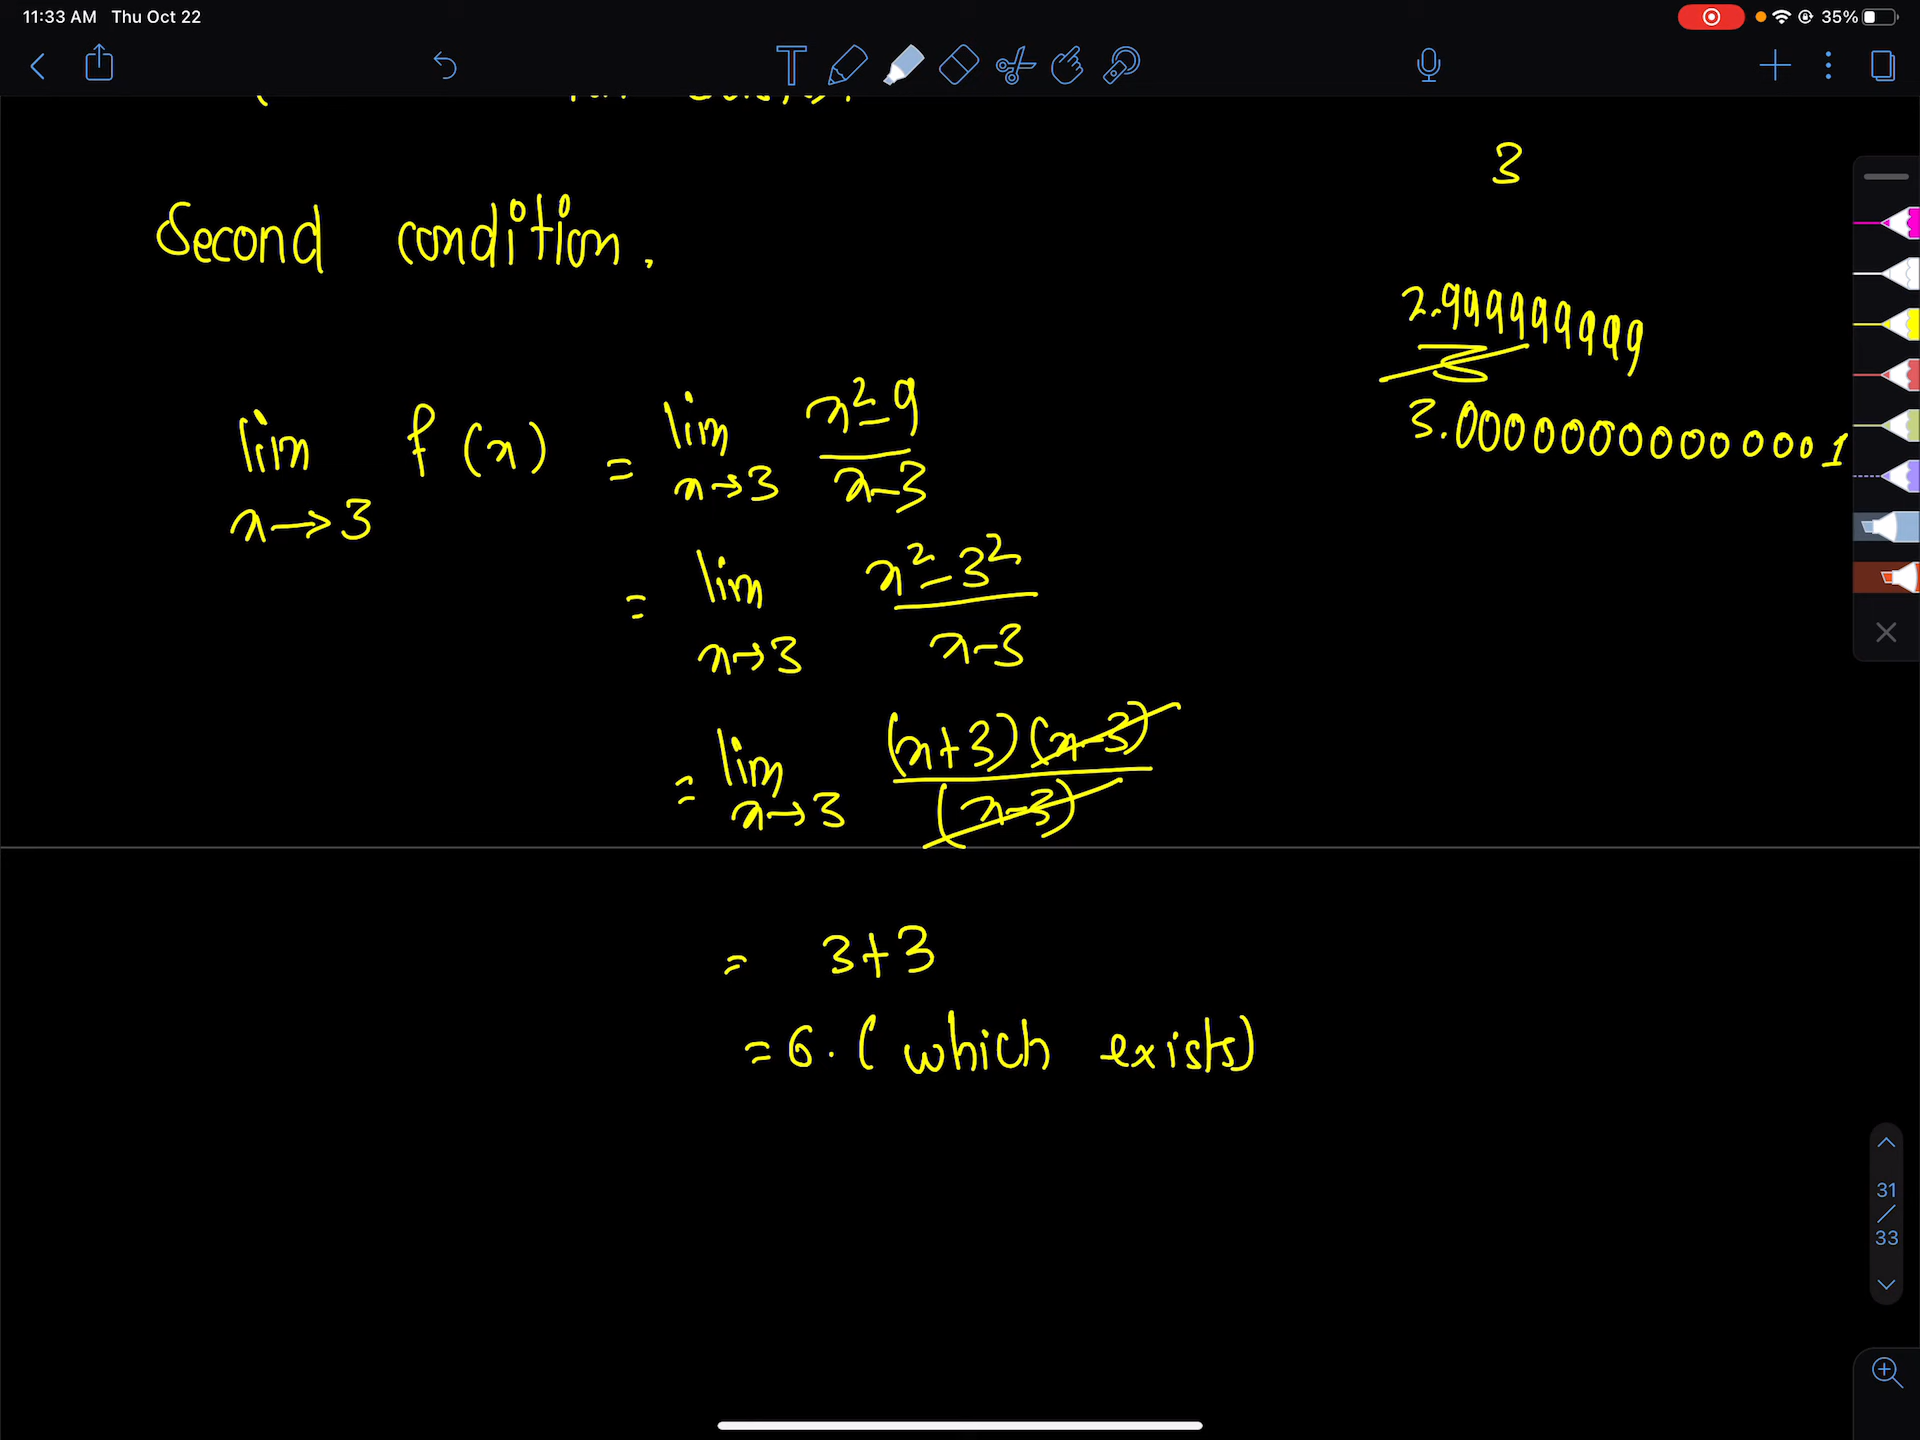 11:33 AM Thu Oct 22
35%
3
Second condition.
2.999999999
3.0000000000001
lim x→3 f(x) = lim x→3 x²-9 / x-3
= lim x→3 x²-3² / x-3
= lim x→3 (x+3)(x-3) / (x-3)
= 3+3
= 6. (which exists)
31
/
33